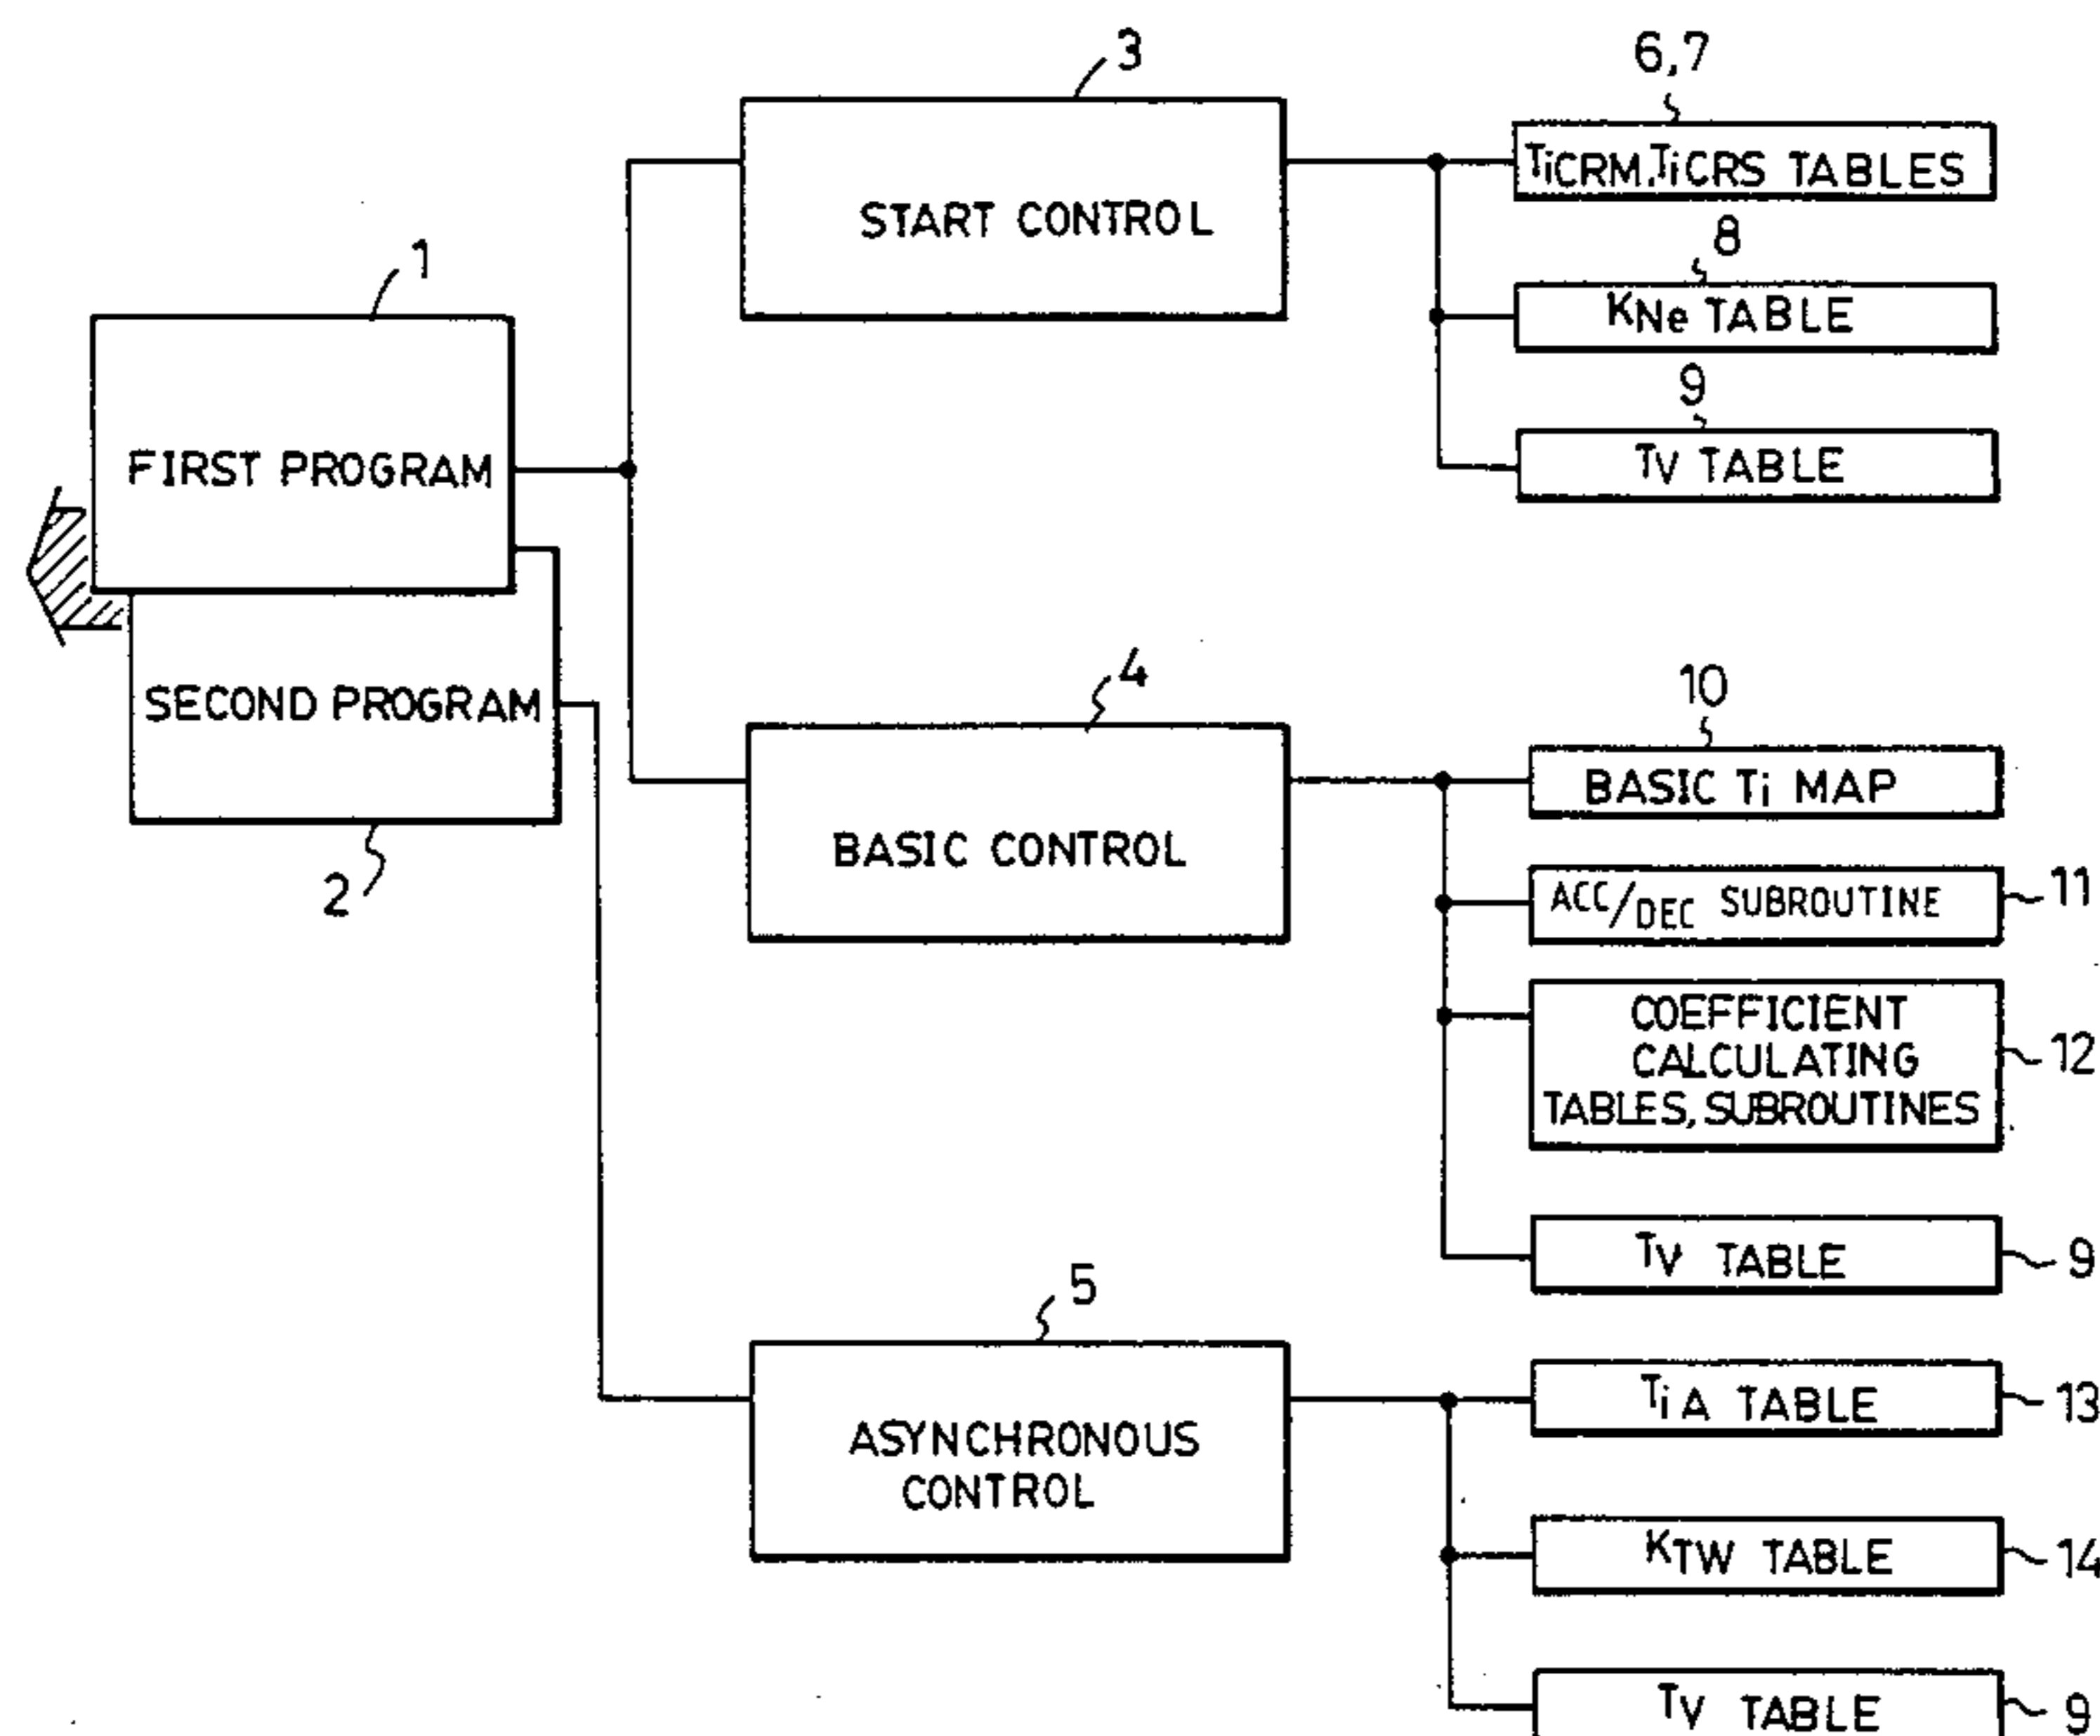 3
START CONTROL
6,7
TiCRM.TiCRS TABLES
8
KNe TABLE
9
TV TABLE
1
FIRST PROGRAM
SECOND PROGRAM
2
4
BASIC CONTROL
10
BASIC Ti MAP
ACC/DEC SUBROUTINE
11
COEFFICIENT
CALCULATING
TABLES, SUBROUTINES
12
TV TABLE
9
5
ASYNCHRONOUS
CONTROL
TiA TABLE
13
KTW TABLE
14
TV TABLE
9